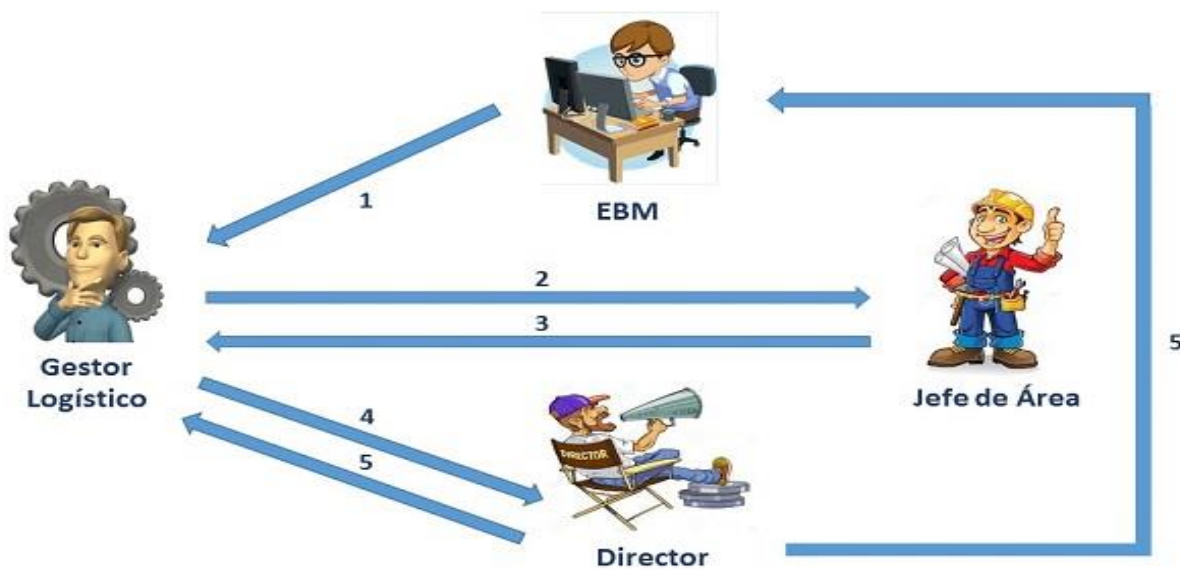 EBM
1
2
3
Gestor
Logístico
Jefe de Área
4
5
DIRECTOR
Director
5